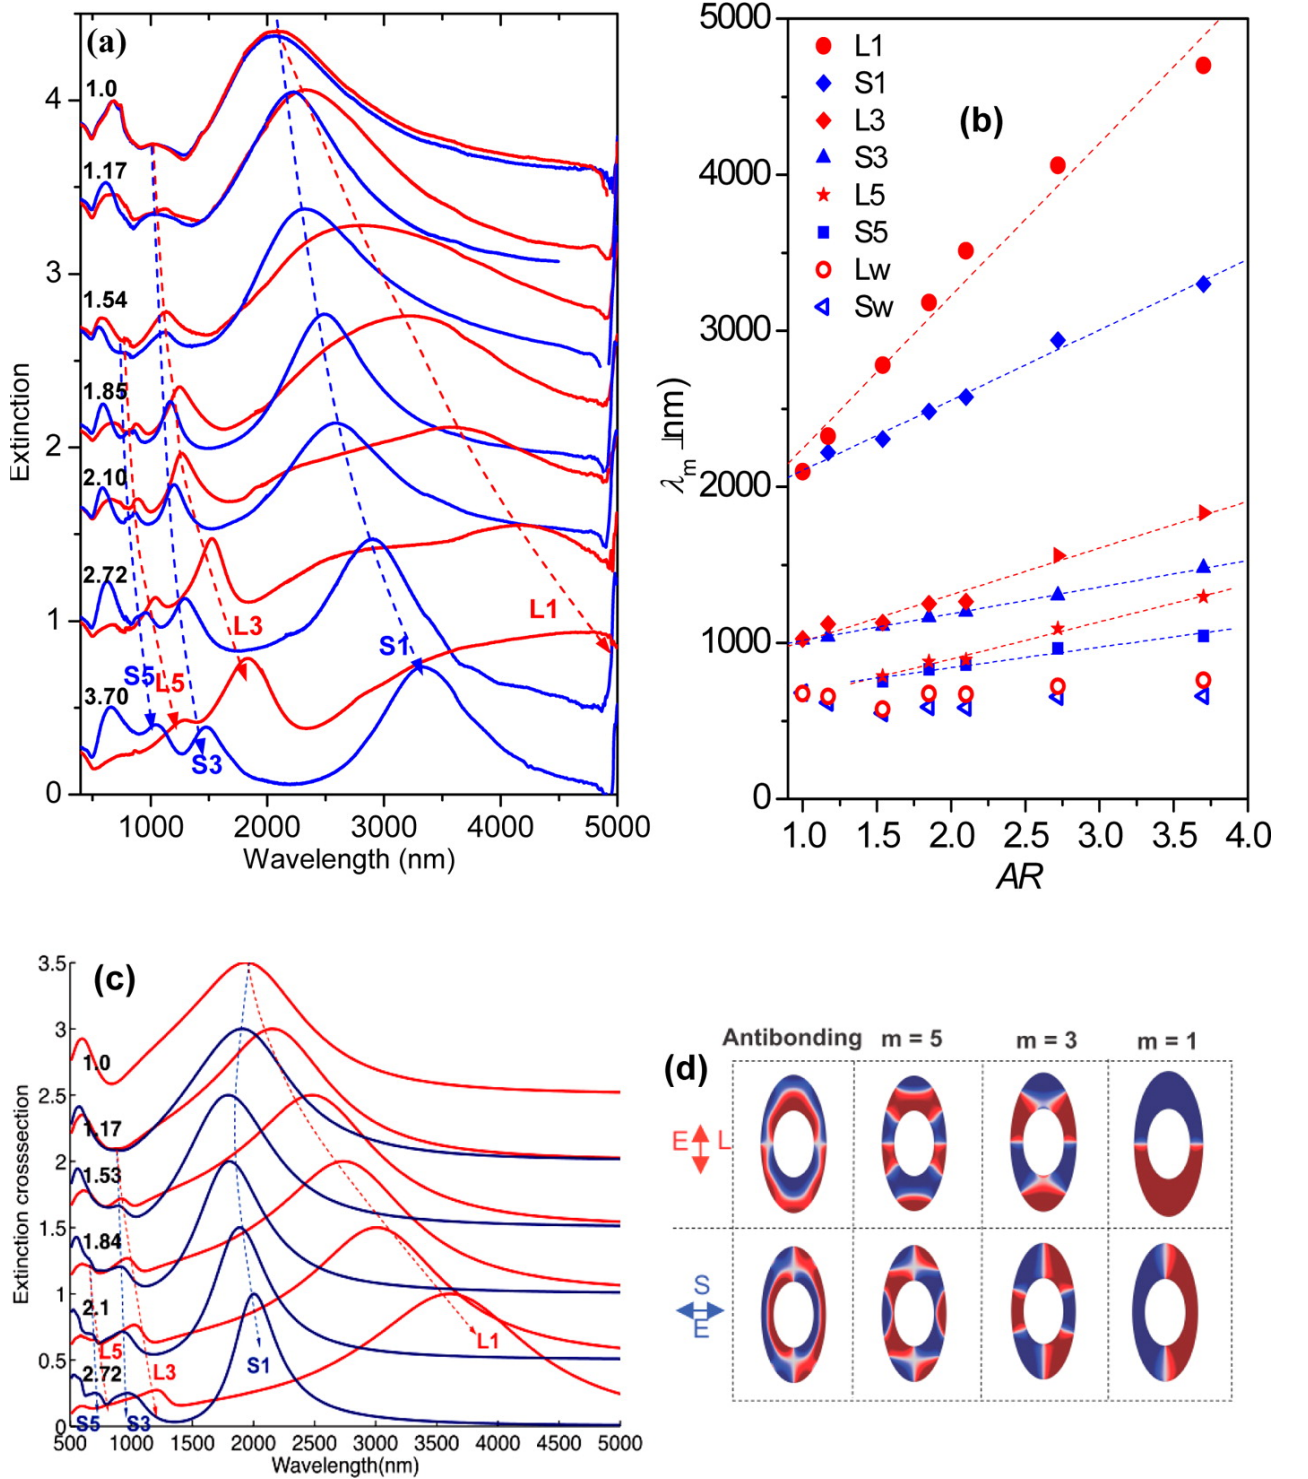 (a)
4
3
2
1
0
Extinction
1.0
1.17
1.54
1.85
2.10
2.72
3.70
S5
L5
L3
S3
S1
L1
1000 2000 3000 4000 5000
Wavelength (nm)
(b)
5000
4000
3000
2000
1000
0
L1
S1
L3
S3
L5
S5
Lw
Sw
1.0 1.5 2.0 2.5 3.0 3.5 4.0
AR
(c)
3.5
3
2.5
2
1.5
1
0.5
0
Extinction crosssection
1.0
1.17
1.53
1.84
2.1
2.72
L5
L3
S5
S3
S1
L1
500 1000 1500 2000 2500 3000 3500 4000 4500 5000
Wavelength(nm)
(d)
Antibonding m = 5 m = 3 m = 1
E L
S
E